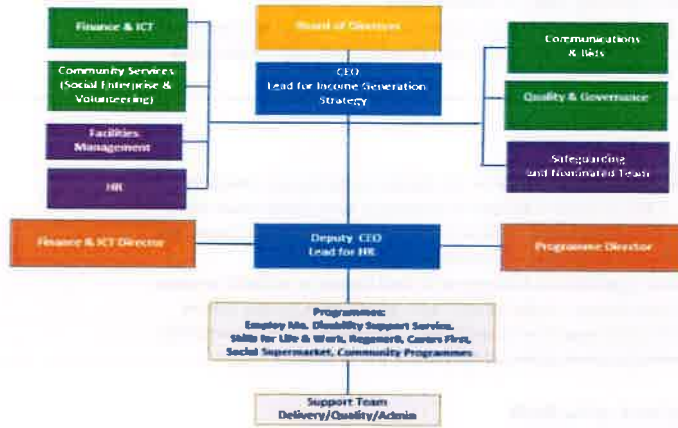 Finance & ICT
Board of Directors
Communications
& Bids
CEO
Lead for Income Generation
Strategy
Community Services
(Social Enterprise &
Volunteering)
Quality & Governance
Facilities
Management
Safeguarding
and Nominated Team
HR
Finance & ICT Director
Deputy CEO
Lead for HR
Programme Director
Programmes:
Employ Me, Disability Support Service,
Skills for Life & Work, Regener8, Carers First,
Social Supermarket, Community Programmes
Support Team
Delivery/Quality/Admin